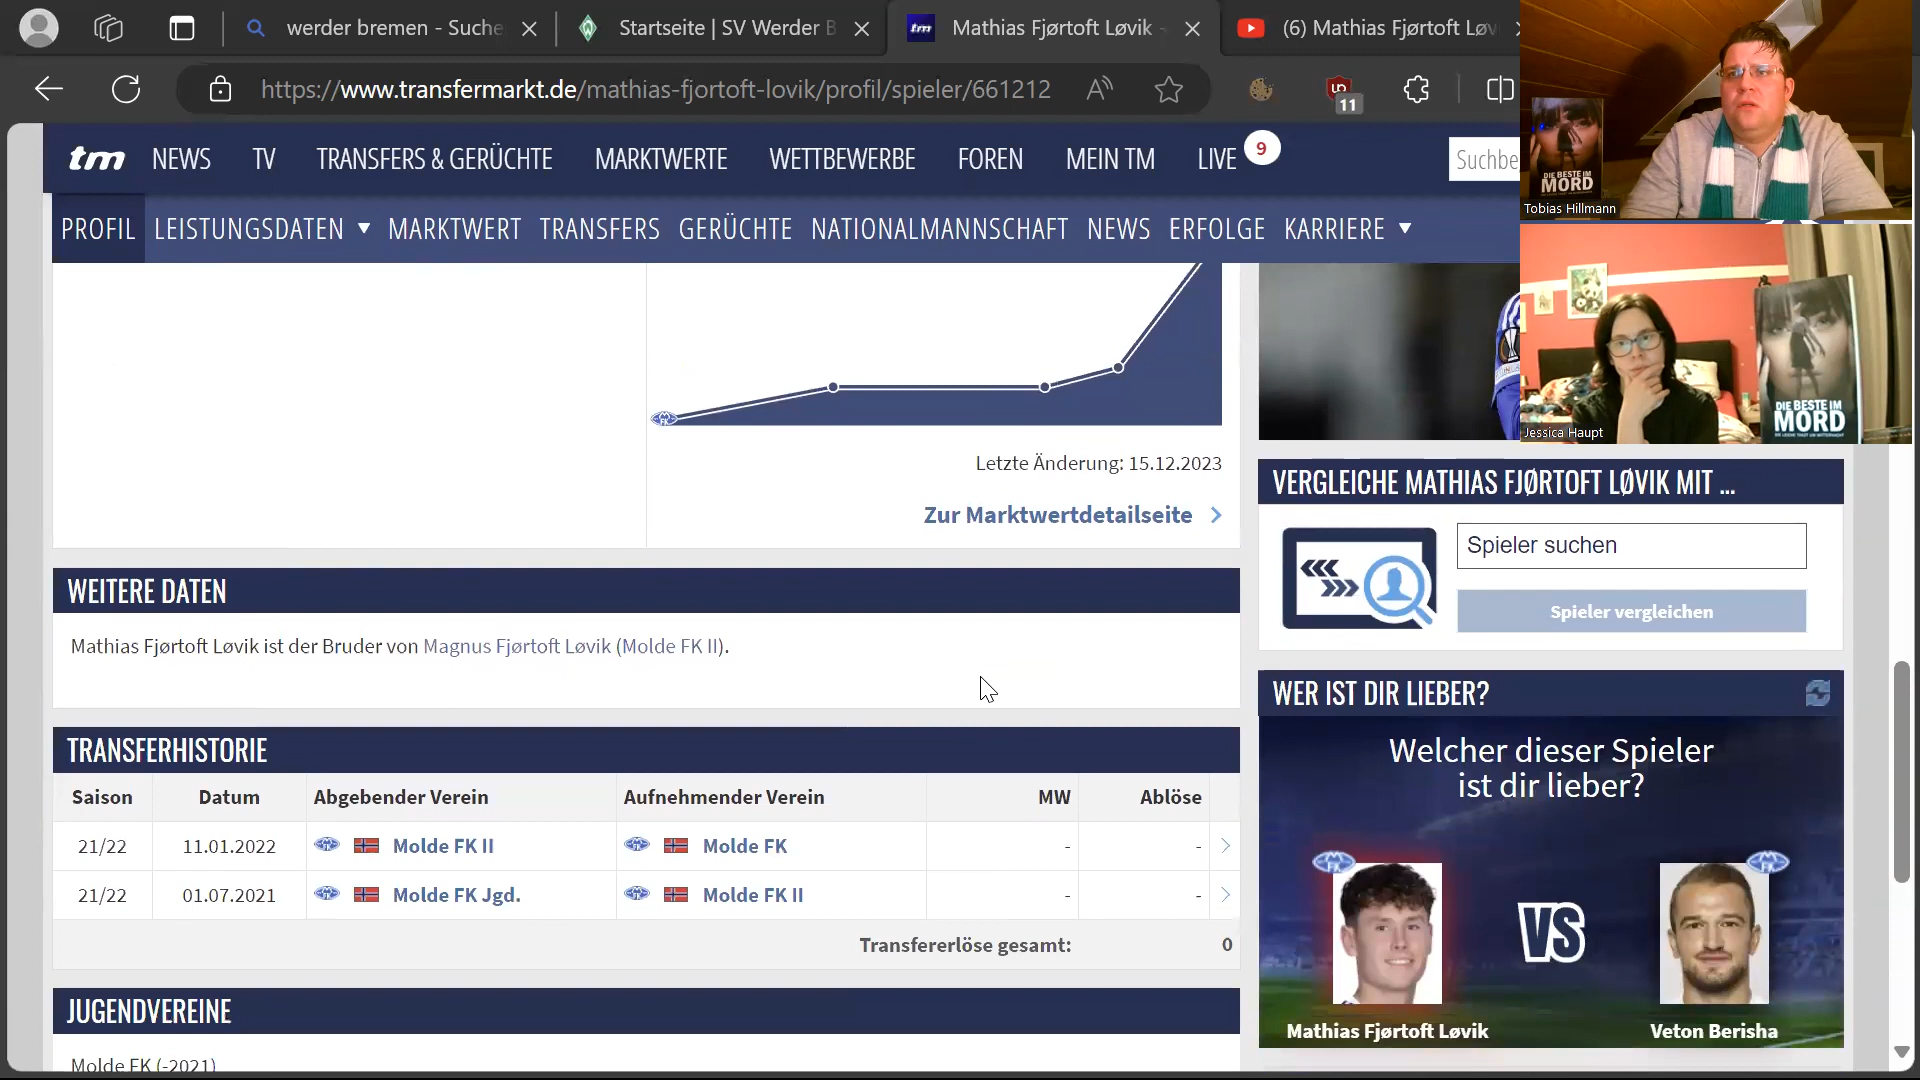 werder bremen - Suche
Startseite | SV Werder B
tm
Mathias Fjørtoft Løvik -
(6) Mathias Fjørtoft Løv
https://www.transfermarkt.de/mathias-fjortoft-lovik/profil/spieler/661212
11
tm NEWS TV TRANSFERS & GERÜCHTE MARKTWERTE WETTBEWERBE FOREN MEIN TM LIVE 9
Suchbe
PROFIL LEISTUNGSDATEN MARKTWERT TRANSFERS GERÜCHTE NATIONALMANNSCHAFT NEWS ERFOLGE KARRIERE
DIE BESTE IM
MORD
Tobias Hillmann
DIE BESTE IM
MORD
Jessica Haupt
Letzte Änderung: 15.12.2023
Zur Marktwertdetailseite
WEITERE DATEN
Mathias Fjørtoft Løvik ist der Bruder von Magnus Fjørtoft Løvik (Molde FK II).
TRANSFERHISTORIE
Saison Datum Abgebender Verein Aufnehmender Verein MW Ablöse
21/22 11.01.2022 Molde FK II Molde FK - -
21/22 01.07.2021 Molde FK Jgd. Molde FK II - -
Transfererlöse gesamt: 0
JUGENDVEREINE
Molde FK (-2021)
VERGLEICHE MATHIAS FJØRTOFT LØVIK MIT ...
Spieler suchen
Spieler vergleichen
WER IST DIR LIEBER?
Welcher dieser Spieler
ist dir lieber?
VS
Mathias Fjørtoft Løvik
Veton Berisha